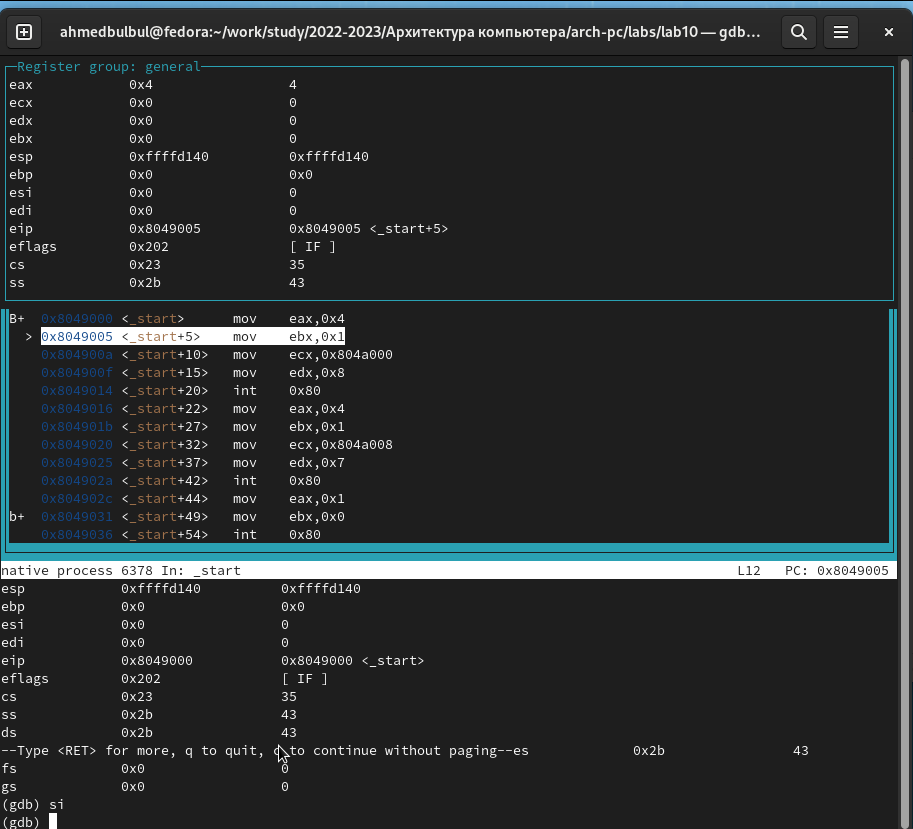 ahmedbulbul@fedora:~/work/study/2022-2023/Архитектура компьютера/arch-pc/labs/lab10 — gdb...
Register group: general
eax 0x4 4
ecx 0x0 0
edx 0x0 0
ebx 0x0 0
esp 0xffffd140 0xffffd140
ebp 0x0 0x0
esi 0x0 0
edi 0x0 0
eip 0x8049005 0x8049005 <_start+5>
eflags 0x202 [ IF ]
cs 0x23 35
ss 0x2b 43
B+ 0x8049000 <_start> mov eax,0x4
> 0x8049005 <_start+5> mov ebx,0x1
0x804900a <_start+10> mov ecx,0x804a000
0x804900f <_start+15> mov edx,0x8
0x8049014 <_start+20> int 0x80
0x8049016 <_start+22> mov eax,0x4
0x804901b <_start+27> mov ebx,0x1
0x8049020 <_start+32> mov ecx,0x804a008
0x8049025 <_start+37> mov edx,0x7
0x804902a <_start+42> int 0x80
0x804902c <_start+44> mov eax,0x1
b+ 0x8049031 <_start+49> mov ebx,0x0
0x8049036 <_start+54> int 0x80
native process 6378 In: _start L12 PC: 0x8049005
esp 0xffffd140 0xffffd140
ebp 0x0 0x0
esi 0x0 0
edi 0x0 0
eip 0x8049000 0x8049000 <_start>
eflags 0x202 [ IF ]
cs 0x23 35
ss 0x2b 43
ds 0x2b 43
--Type <RET> for more, q to quit, c to continue without paging--es 0x2b 43
fs 0x0 0
gs 0x0 0
(gdb) si
(gdb)